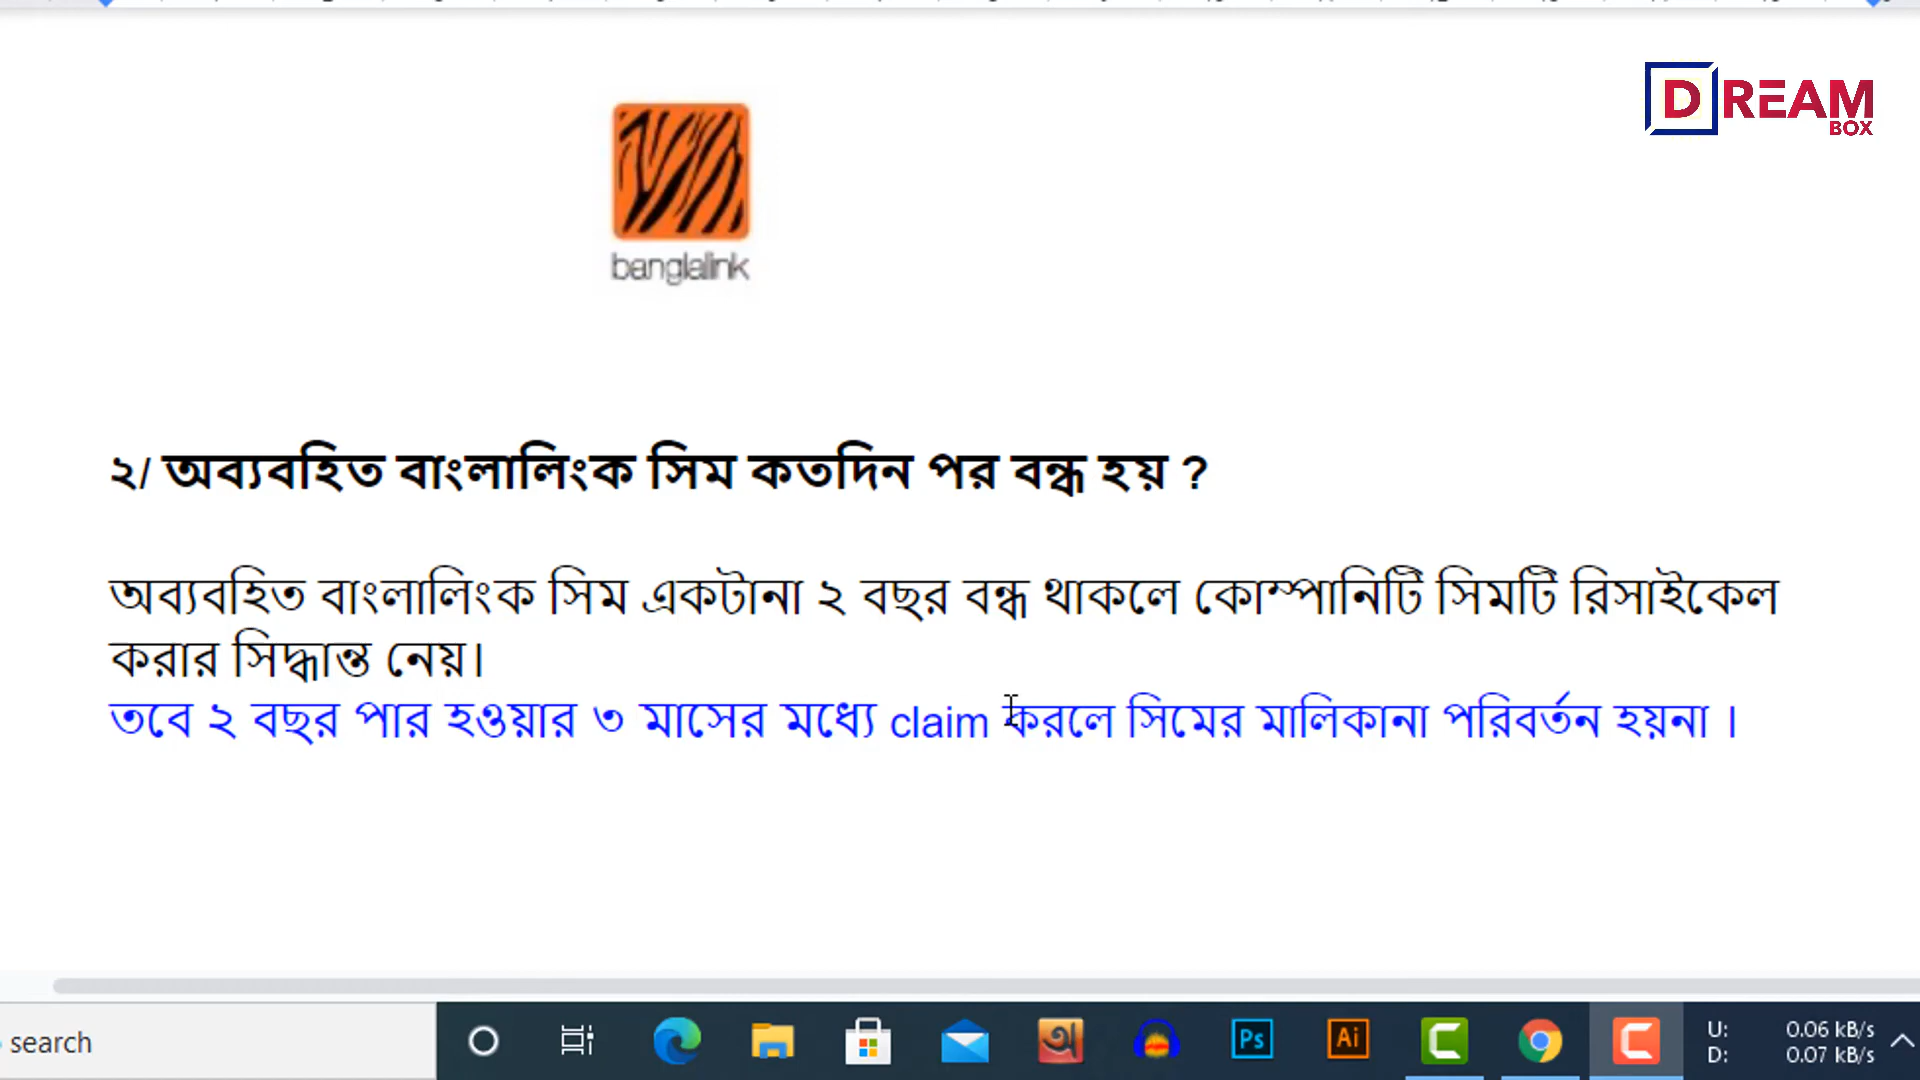 DREAM
BOX
banglalink
২/ অব্যবহিত বাংলালিংক সিম কতদিন পর বন্ধ হয় ?
অব্যবহিত বাংলালিংক সিম একটানা ২ বছর বন্ধ থাকলে কোম্পানিটি সিমটি রিসাইকেল
করার সিদ্ধান্ত নেয়।
তবে ২ বছর পার হওয়ার ৩ মাসের মধ্যে claim করলে সিমের মালিকানা পরিবর্তন হয়না ।
search
অ
Ps
Ai
U: 0.06 kB/s
D: 0.07 kB/s